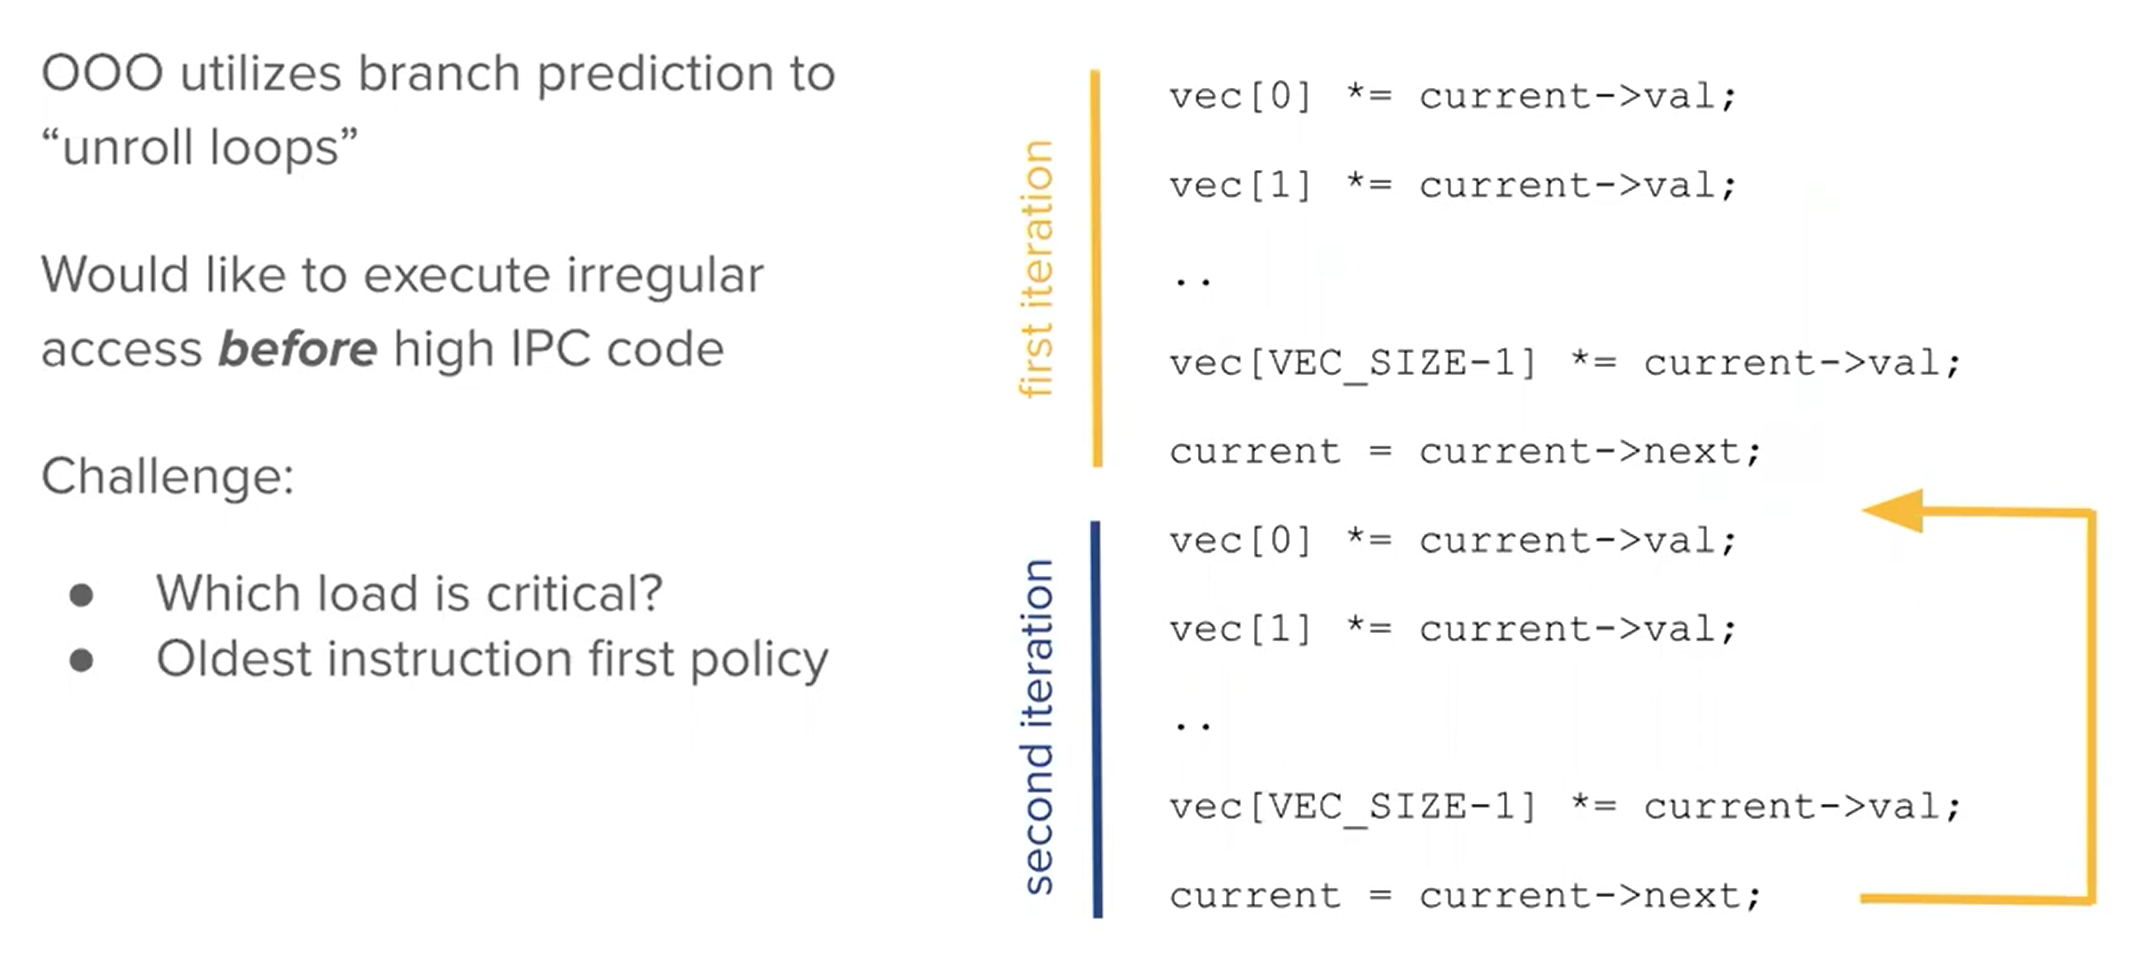 OOO utilizes branch prediction to
“unroll loops”
Would like to execute irregular
access before high IPC code
Challenge:
● Which load is critical?
● Oldest instruction first policy
first iteration
vec[0] *= current->val;
vec[1] *= current->val;
..
vec[VEC_SIZE-1] *= current->val;
current = current->next;
second iteration
vec[0] *= current->val;
vec[1] *= current->val;
..
vec[VEC_SIZE-1] *= current->val;
current = current->next;